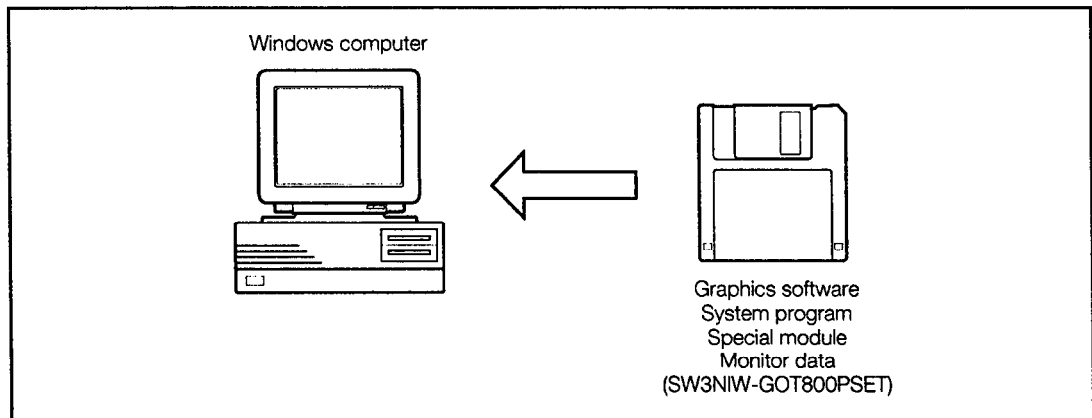 Windows computer
Graphics software
System program
Special module
Monitor data
(SW3NIW-GOT800PSET)